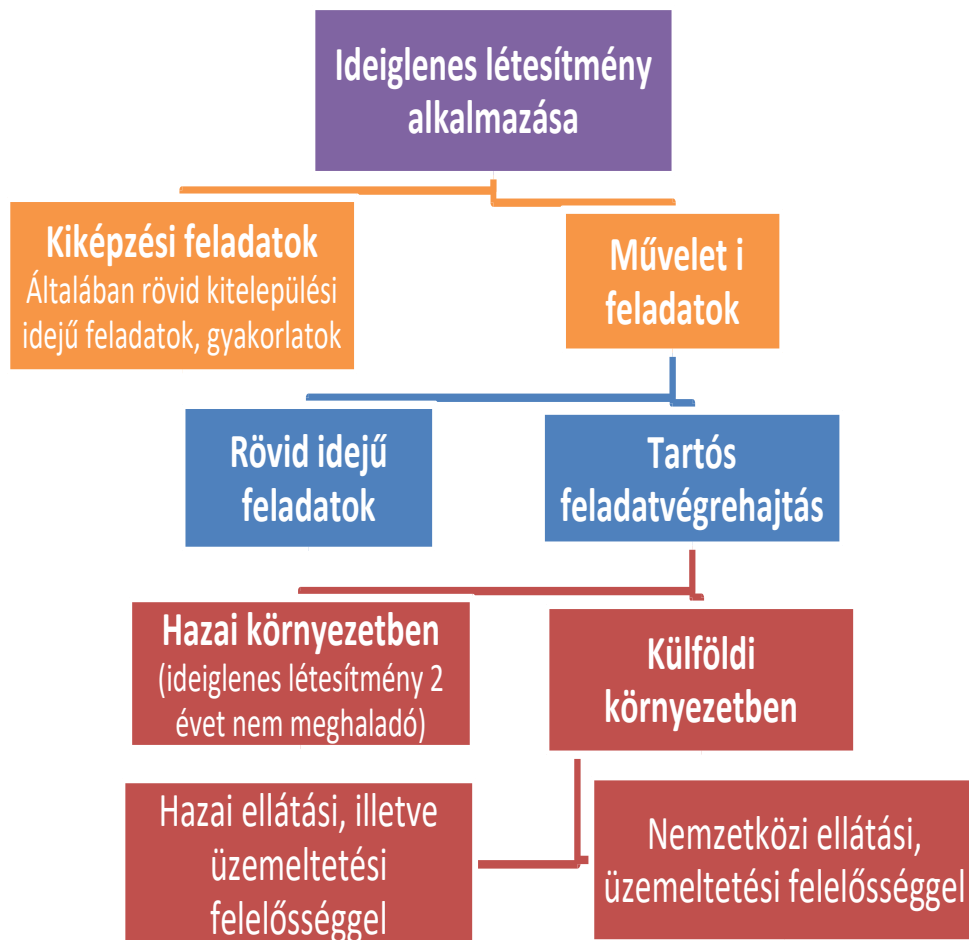 Ideiglenes létesítmény
alkalmazása
Kiképzési feladatok
Általában rövid kitelepülési
idejű feladatok, gyakorlatok
Művelet i
feladatok
Rövid idejű
feladatok
Tartós
feladatvégrehajtás
Hazai környezetben
(ideiglenes létesítmény 2
évet nem meghaladó)
Külföldi
környezetben
Hazai ellátási, illetve
üzemeltetési
felelősséggel
Nemzetközi ellátási,
üzemeltetési felelősséggel